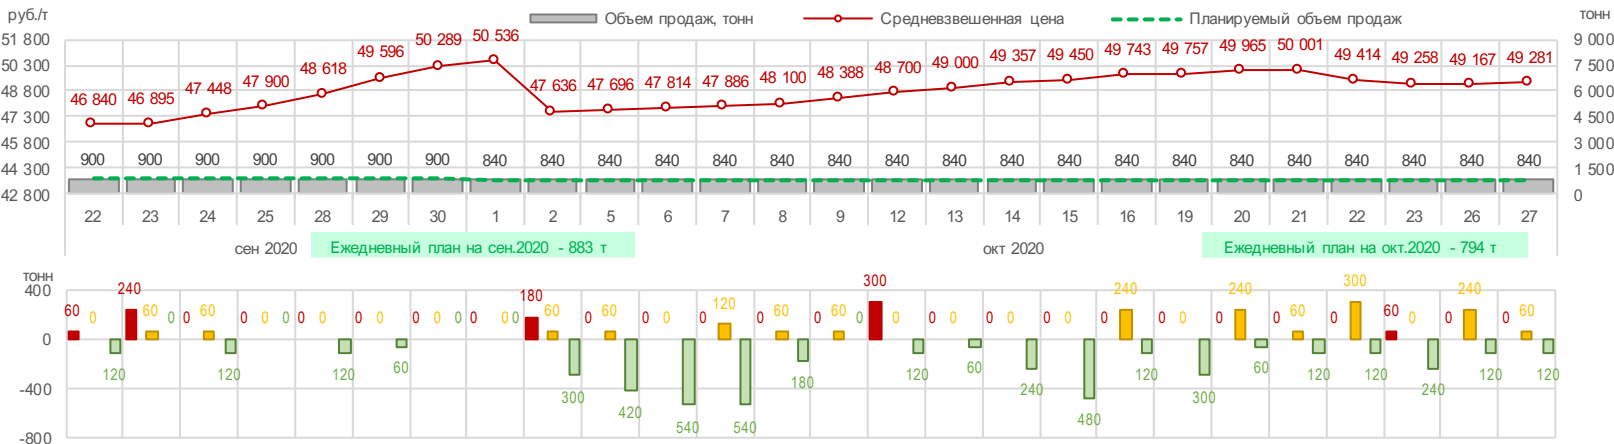 руб./т
Объем продаж, тонн Средневзвешенная цена Планируемый объем продаж
тонн
51 800 50 300 48 800 47 300 45 800 44 300 42 800
9 000 7 500 6 000 4 500 3 000 1 500 0
46 840 46 895 47 448 47 900 48 618 49 596 50 289 50 536 47 636 47 696 47 814 47 886 48 100 48 388 48 700 49 000 49 357 49 450 49 743 49 757 49 965 50 001 49 414 49 258 49 167 49 281
900 900 900 900 900 900 900 840 840 840 840 840 840 840 840 840 840 840 840 840 840 840 840 840 840 840
22 23 24 25 28 29 30 1 2 5 6 7 8 9 12 13 14 15 16 19 20 21 22 23 26 27
сен 2020 Ежедневный план на сен.2020 - 883 т окт 2020 Ежедневный план на окт.2020 - 794 т
тонн
400 0 -400 -800
60 0 240 60 0 0 60 0 0 0 0 0 0 0 0 0 0 0 0 0 0 180 60 0 60 0 0 0 120 0 60 0 60 0 300 0 0 0 0 0 0 0 0 240 0 0 0 240 0 60 0 300 60 0 0 240 0 60
120 120 120 60 300 420 540 540 180 120 60 240 480 120 300 60 120 120 240 120 120